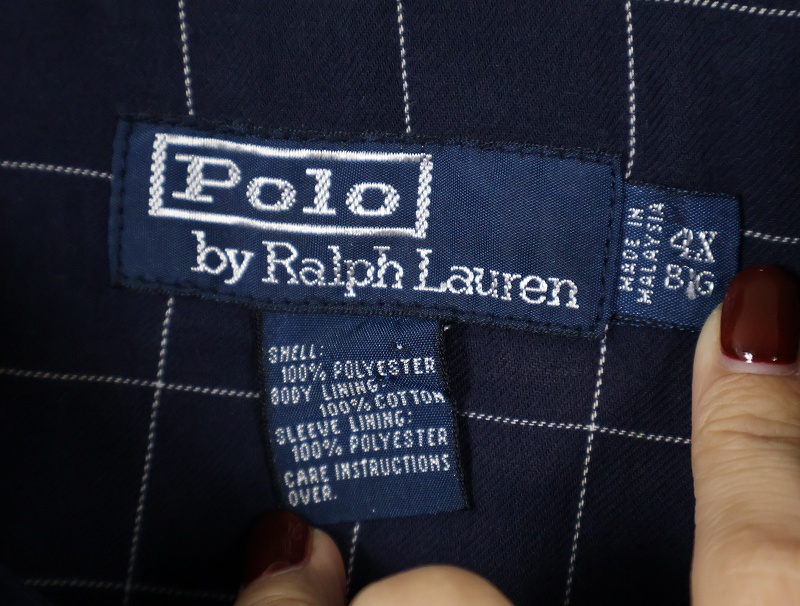 Polo
by Ralph Lauren
MADE IN
MALAYSIA
4X
BIG
SHELL:
100% POLYESTER
BODY LINING:
100% COTTON
SLEEVE LINING:
100% POLYESTER
CARE INSTRUCTIONS
OVER.